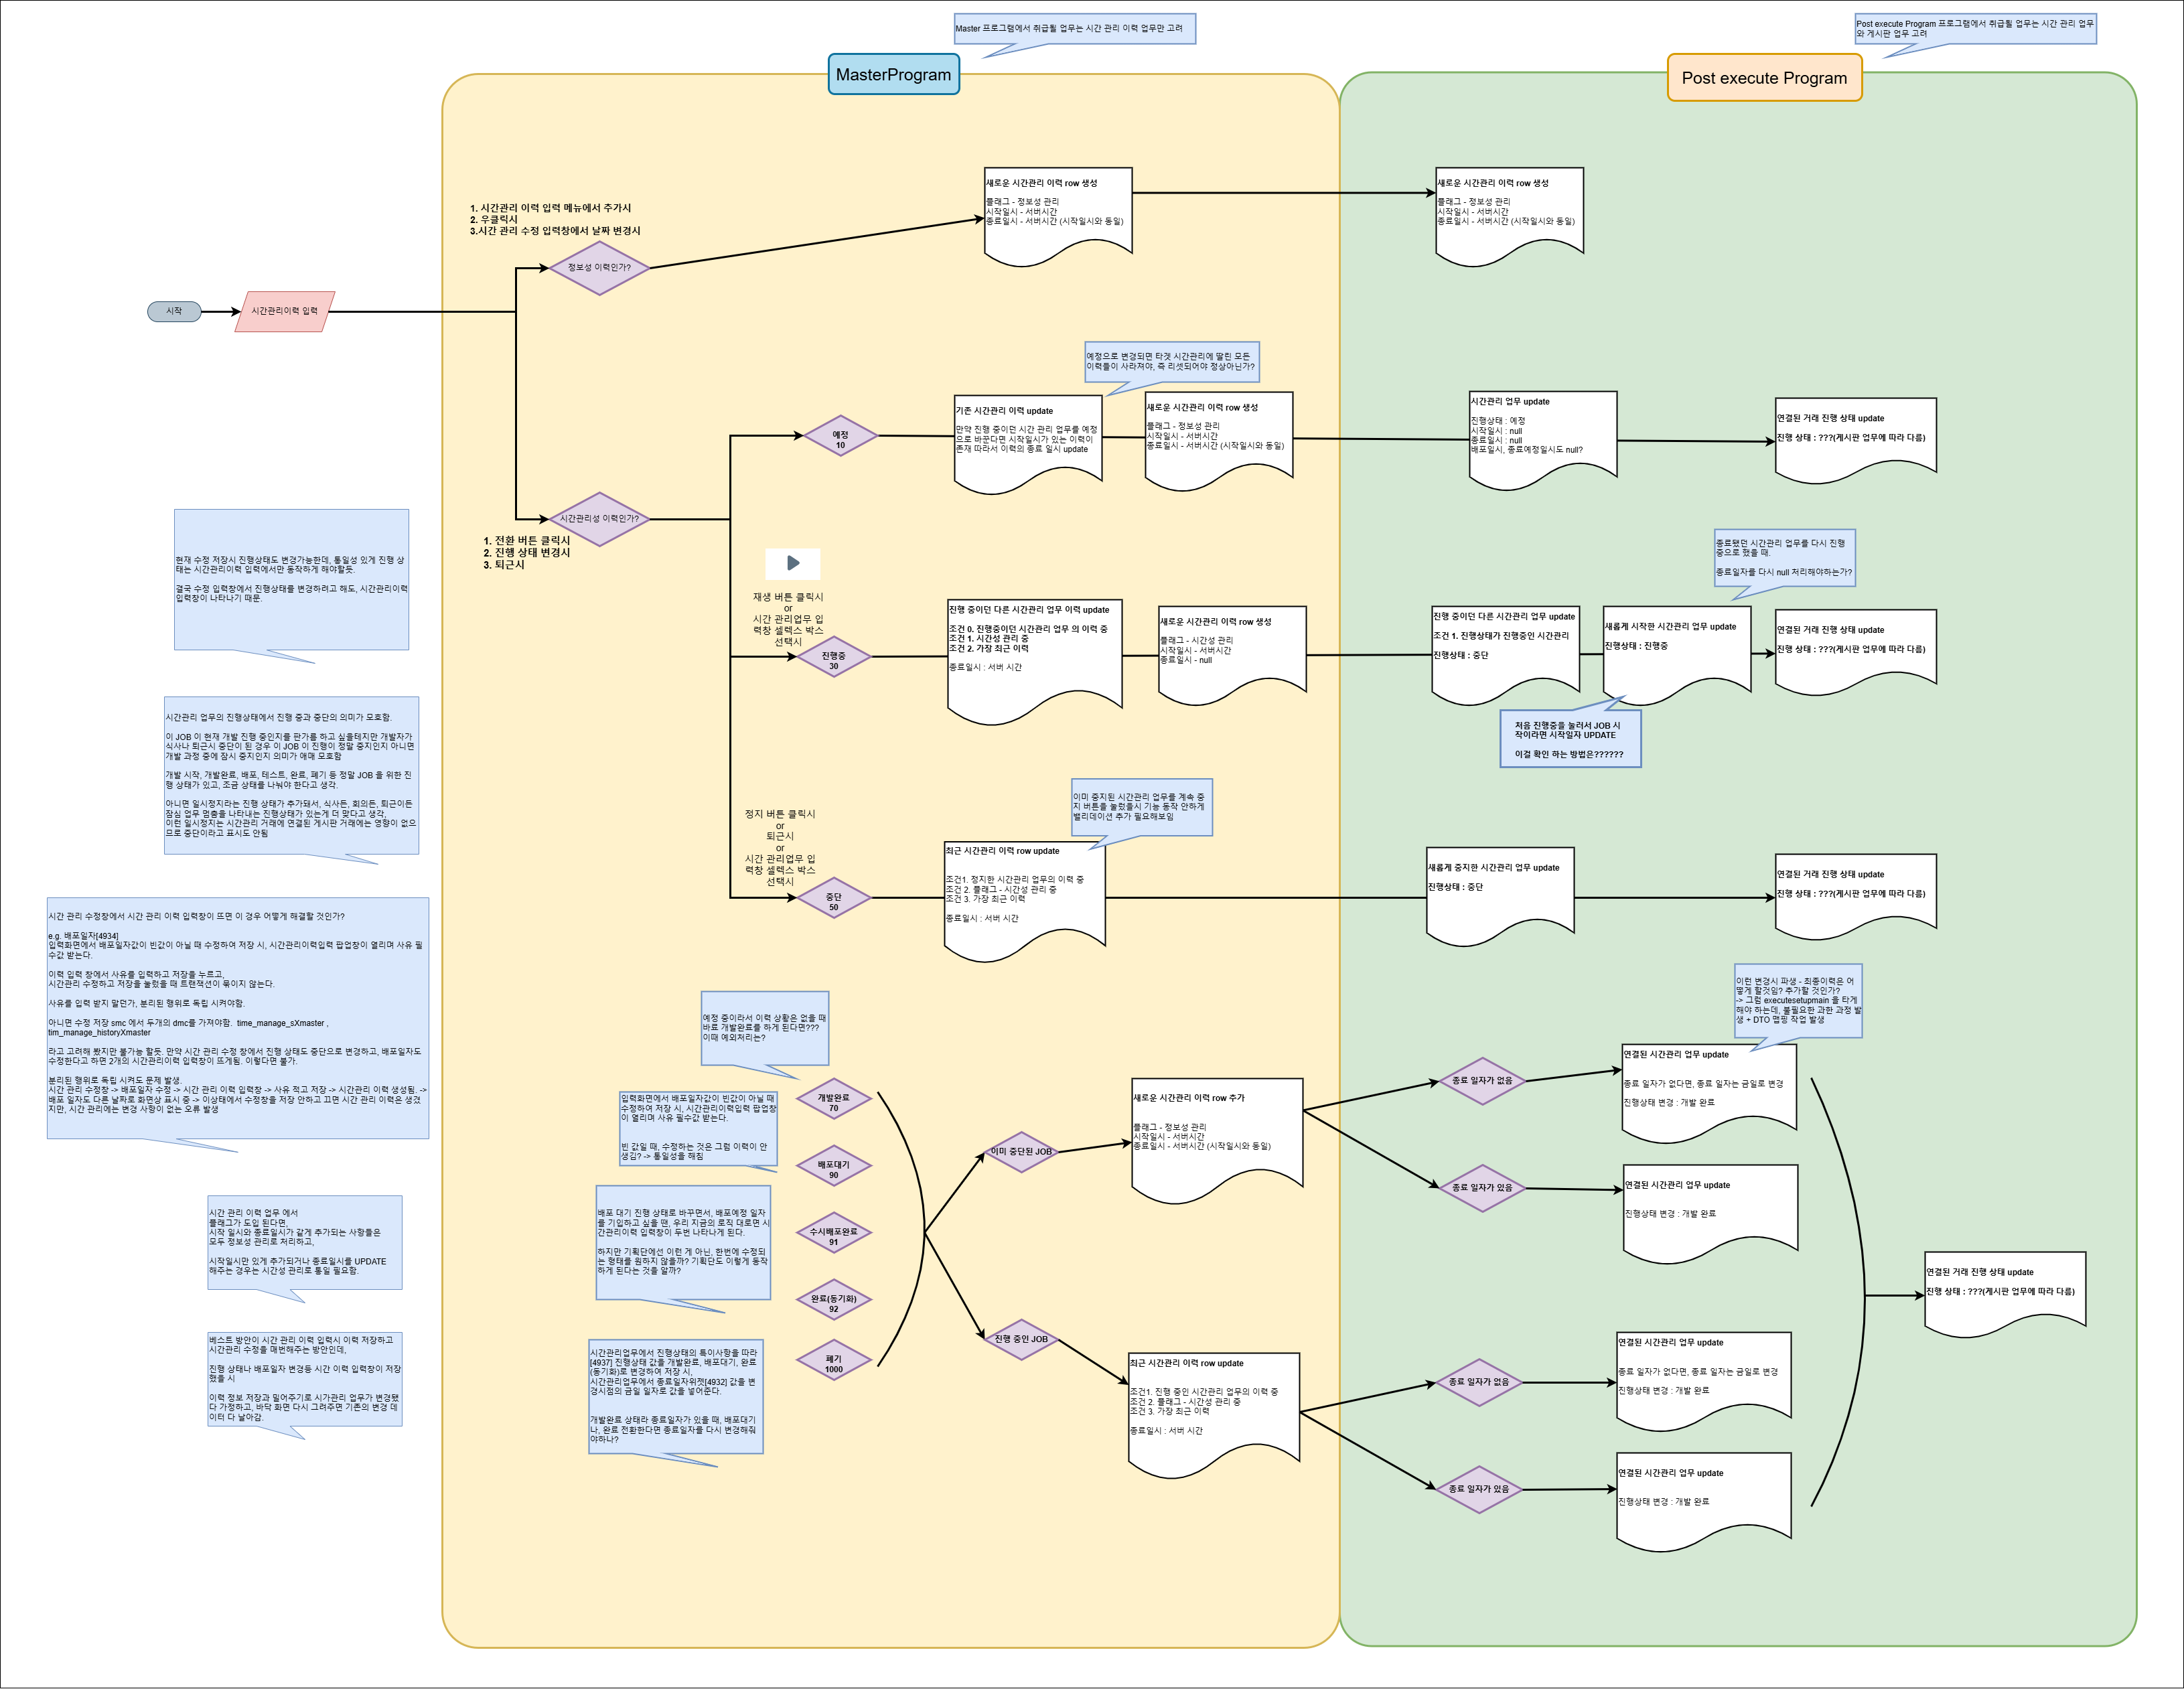 Master 프로그램에서 취급될 업무는 시간 관리 이력 업무만 고려
Post execute Program 프로그램에서 취급될 업무는 시간 관리 업무
와 게시판 업무 고려
MasterProgram
Post execute Program
새로운 시간관리 이력 row 생성
플래그 - 정보성 관리
시작일시 - 서버시간
종료일시 - 서버시간 (시작일시와 동일)
새로운 시간관리 이력 row 생성
플래그 - 정보성 관리
시작일시 - 서버시간
종료일시 - 서버시간 (시작일시와 동일)
1. 시간관리 이력 입력 메뉴에서 추가시
2. 우클릭시
3.시간 관리 수정 입력창에서 날짜 변경시
정보성 이력인가?
시작
시간관리이력 입력
예정으로 변경되면 타겟 시간관리에 딸린 모든
이력들이 사라져야, 즉 리셋되어야 정상아닌가?
예정
10
기존 시간관리 이력 update
만약 진행 중이던 시간 관리 업무를 예정
으로 바꾼다면 시작일시가 있는 이력이
존재 따라서 이력의 종료 일시 update
새로운 시간관리 이력 row 생성
플래그 - 정보성 관리
시작일시 - 서버시간
종료일시 - 서버시간 (시작일시와 동일)
시간관리 업무 update
진행상태 : 예정
시작일시 : null
종료일시 : null
배포일시, 종료예정일시도 null?
연결된 거래 진행 상태 update
진행 상태 : ???(게시판 업무에 따라 다름)
시간관리성 이력인가?
1. 전환 버튼 클릭시
2. 진행 상태 변경시
3. 퇴근시
현재 수정 저장시 진행상태도 변경가능한데, 통일성 있게 진행 상
태는 시간관리이력 입력에서만 동작하게 해야할듯.
결국 수정 입력창에서 진행상태를 변경하려고 해도, 시간관리이력
입력창이 나타나기 때문.
재생 버튼 클릭시
or
시간 관리업무 입
력창 셀렉스 박스
선택시
진행중
30
진행 중이던 다른 시간관리 업무 이력 update
조건 0. 진행중이던 시간관리 업무 의 이력 중
조건 1. 시간성 관리 중
조건 2. 가장 최근 이력
종료일시 : 서버 시간
새로운 시간관리 이력 row 생성
플래그 - 시간성 관리
시작일시 - 서버시간
종료일시 - null
종료됐던 시간관리 업무를 다시 진행
중으로 했을 때.
종료일자를 다시 null 처리해야하는가?
진행 중이던 다른 시간관리 업무 update
조건 1. 진행상태가 진행중인 시간관리
진행상태 : 중단
새롭게 시작한 시간관리 업무 update
진행상태 : 진행중
연결된 거래 진행 상태 update
진행 상태 : ???(게시판 업무에 따라 다름)
처음 진행중을 눌러서 JOB 시
작이라면 시작일자 UPDATE
이걸 확인 하는 방법은??????
시간관리 업무의 진행상태에서 진행 중과 중단의 의미가 모호함.
이 JOB 이 현재 개발 진행 중인지를 판가름 하고 싶을테지만 개발자가
식사나 퇴근시 중단이 된 경우 이 JOB 이 진행이 정말 중지인지 아니면
개발 과정 중에 잠시 중지인지 의미가 애매 모호함
개발 시작, 개발완료, 배포, 테스트, 완료, 폐기 등 정말 JOB 을 위한 진
행 상태가 있고, 조금 상태를 나눠야 한다고 생각.
아니면 일시정지라는 진행 상태가 추가돼서, 식사든, 회의든, 퇴근이든
잠심 업무 멈춤을 나타내는 진행상태가 있는게 더 맞다고 생각,
이런 일시정지는 시간관리 거래에 연결된 게시판 거래에는 영향이 없으
므로 중단이라고 표시도 안됨
정지 버튼 클릭시
or
퇴근시
or
시간 관리업무 입
력창 셀렉스 박스
선택시
중단
50
이미 중지된 시간관리 업무를 계속 중
지 버튼을 눌렀을시 기능 동작 안하게
밸리데이션 추가 필요해보임
최근 시간관리 이력 row update
조건1. 정지한 시간관리 업무의 이력 중
조건 2. 플래그 - 시간성 관리 중
조건 3. 가장 최근 이력
종료일시 : 서버 시간
새롭게 중지한 시간관리 업무 update
진행상태 : 중단
연결된 거래 진행 상태 update
진행 상태 : ???(게시판 업무에 따라 다름)
시간 관리 수정창에서 시간 관리 이력 입력창이 뜨면 이 경우 어떻게 해결할 것인가?
e.g. 배포일자[4934]
입력화면에서 배포일자값이 빈값이 아닐 때 수정하여 저장 시, 시간관리이력입력 팝업창이 열리며 사유 필
수값 받는다.
이력 입력 창에서 사유를 입력하고 저장을 누르고,
시간관리 수정하고 저장을 눌렀을 때 트랜잭션이 묶이지 않는다.
사유를 입력 받지 말던가, 분리된 행위로 독립 시켜야함.
아니면 수정 저장 smc 에서 두개의 dmc를 가져야함. time_manage_sXmaster ,
tim_manage_historyXmaster
라고 고려해 봤지만 불가능 할듯. 만약 시간 관리 수정 창에서 진행 상태도 중단으로 변경하고, 배포일자도
수정한다고 하면 2개의 시간관리이력 입력창이 뜨게됨. 이렇다면 불가.
분리된 행위로 독립 시켜도 문제 발생.
시간 관리 수정창 -> 배포일자 수정 -> 시간 관리 이력 입력창 -> 사유 적고 저장 -> 시간관리 이력 생성됨. ->
배포 일자도 다른 날짜로 화면상 표시 중 -> 이상태에서 수정창을 저장 안하고 끄면 시간 관리 이력은 생겼
지만, 시간 관리에는 변경 사항이 없는 오류 발생
예정 중이라서 이력 상황은 없을 때
바료 개발완료를 하게 된다면???
이때 예외처리는?
입력화면에서 배포일자값이 빈값이 아닐 때
수정하여 저장 시, 시간관리이력입력 팝업창
이 열리며 사유 필수값 받는다.
빈 값일 때, 수정하는 것은 그럼 이력이 안
생김? -> 통일성을 해침
배포 대기 진행 상태로 바꾸면서, 배포예정 일자
를 기입하고 싶을 땐, 우리 지금의 로직 대로면 시
간관리이력 입력창이 두번 나타나게 된다.
하지만 기획단에선 이런 게 아닌, 한번에 수정되
는 형태를 원하지 않을까? 기획단도 이렇게 동작
하게 된다는 것을 알까?
시간관리업무에서 진행상태의 특이사항을 따라
[4937] 진행상태 값을 개발완료, 배포대기, 완료
(동기화)로 변경하여 저장 시,
시간관리업무에서 종료일자위젯[4932] 값을 변
경시점의 금일 일자로 값을 넣어준다.
개발완료 상태라 종료일자가 있을 때, 배포대기
나, 완료 전환한다면 종료일자를 다시 변경해줘
야하나?
개발완료
70
배포대기
90
수시배포완료
91
완료(동기화)
92
폐기
1000
이미 중단된 JOB
진행 중인 JOB
새로운 시간관리 이력 row 추가
플래그 - 정보성 관리
시작일시 - 서버시간
종료일시 - 서버시간 (시작일시와 동일)
최근 시간관리 이력 row update
조건1. 진행 중인 시간관리 업무의 이력 중
조건 2. 플래그 - 시간성 관리 중
조건 3. 가장 최근 이력
종료일시 : 서버 시간
이런 변경시 파생 - 최종이력은 어
떻게 할것임? 추가할 것인가?
-> 그럼 executesetupmain 을 타게
해야 하는데, 불필요한 과한 과정 발
생 + DTO 맵핑 작업 발생
종료 일자가 없음
연결된 시간관리 업무 update
종료 일자가 없다면, 종료 일자는 금일로 변경
진행상태 변경 : 개발 완료
종료 일자가 있음
연결된 시간관리 업무 update
진행상태 변경 : 개발 완료
종료 일자가 없음
연결된 시간관리 업무 update
종료 일자가 없다면, 종료 일자는 금일로 변경
진행상태 변경 : 개발 완료
종료 일자가 있음
연결된 시간관리 업무 update
진행상태 변경 : 개발 완료
연결된 거래 진행 상태 update
진행 상태 : ???(게시판 업무에 따라 다름)
시간 관리 이력 업무 에서
플래그가 도입 된다면,
시작 일시와 종료일시가 같게 추가되는 사항들은
모두 정보성 관리로 처리하고,
시작일시만 있게 추가되거나 종료일시를 UPDATE
해주는 경우는 시간성 관리로 통일 필요함.
베스트 방안이 시간 관리 이력 입력시 이력 저장하고
시간관리 수정을 매번해주는 방안인데,
진행 상태나 배포일자 변경등 시간 이력 입력창이 저장
했을 시
이력 정보 저장과 밀어주기로 시가관리 업무가 변경됐
다 가정하고, 바닥 화면 다시 그려주면 기존의 변경 데
이터 다 날아감.